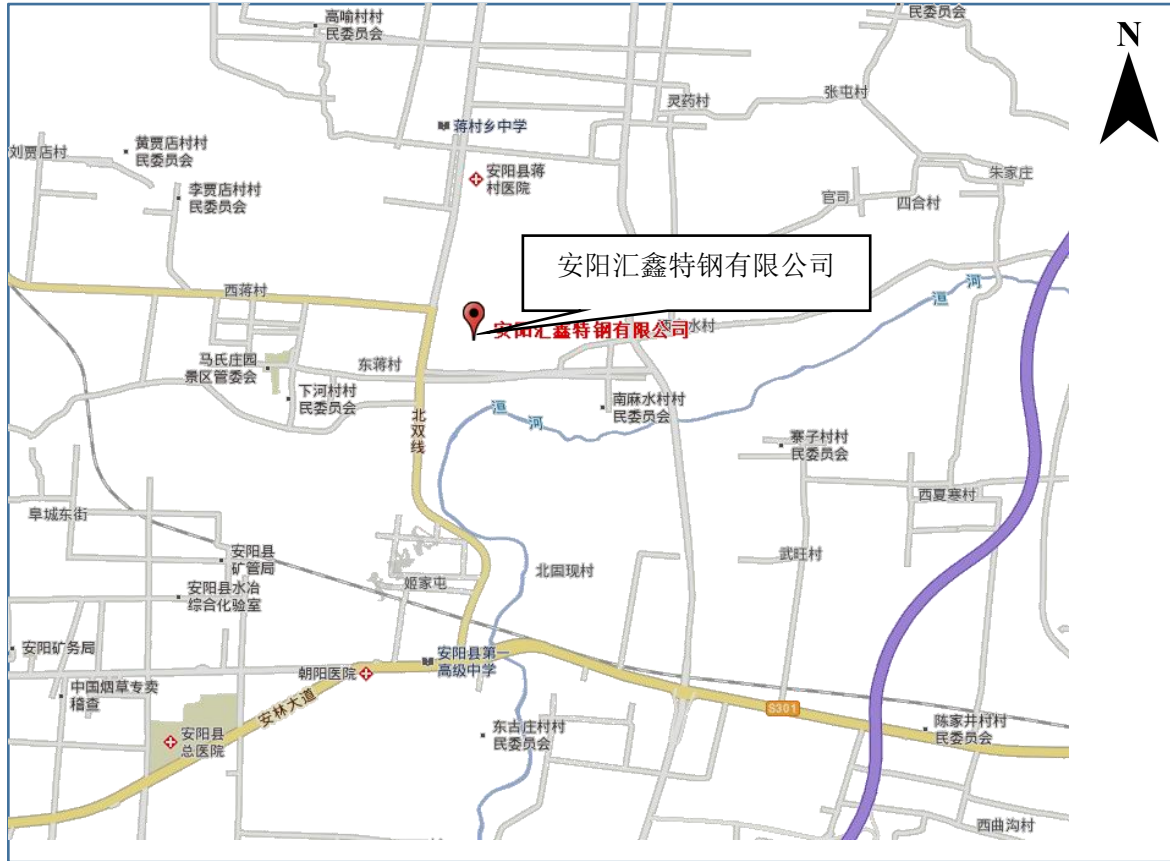 高喻村村
民委员会
民委员会
N
张屯村
灵药村
蒋村乡中学
黄贾店村村
民委员会
刘贾店村
安阳县蒋
村医院
朱家庄
李贾店村村
民委员会
官司
四合村
安阳汇鑫特钢有限公司
洹
河
西蒋村
安阳汇鑫特钢有限公司
水村
东蒋村
马氏庄园
景区管委会
下河村村
民委员会
南麻水村村
民委员会
洹
河
北双线
寨子村村
民委员会
西夏寒村
阜城东街
安阳县
矿管局
武旺村
北固现村
姬家屯
安阳县水冶
综合化验室
安阳矿务局
安阳县第一
高级中学
朝阳医院
中国烟草专卖
稽查
安林大道
S301
安阳县
总医院
东古庄村村
民委员会
陈家井村村
民委员会
西曲沟村